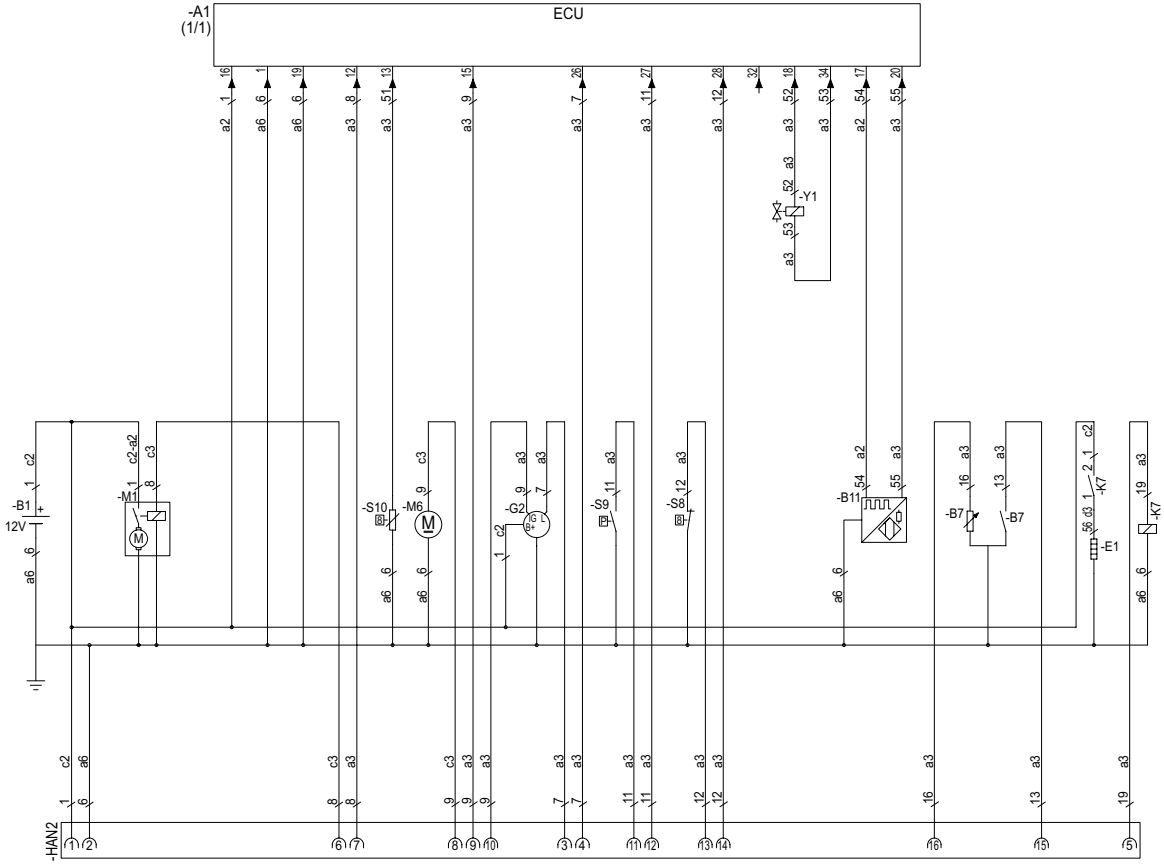 -A1
(1/1)
ECU
16 1 19 12 13 15 26 27 28 32 18 34 17 20
1 6 6 8 51 9 7 11 12 52 53 54 55
a2 a6 a6 a3 a3 a3 a3 a3 a3 a3 a3 a2 a3
a3
52
-Y1
53
a3
c2 c2-a2 c3 c3 a3 a3 a3 a3 a2 a3 a3 a3 c2 a3
1 1 8 9 9 7 11 12 54 55 16 13 1 19
2
-B1
+
12V
-M1
M
-S10
-M6
M
-G2
IG L
B+
-S9
P
-S8
-B11
-B7
-B7
-K7
-K7
1
d3
56
-E1
c2
1
6 6 6 6 6
a6 a6 a6 a6 a6
c2 a6 c3 a3 c3 a3 a3 a3 a3 a3 a3 a3 a3 a3 a3 a3
1 6 8 8 9 9 9 7 7 11 11 12 12 16 13 19
-HAN2
1 2 6 7 8 9 10 3 4 11 12 13 14 16 15 5